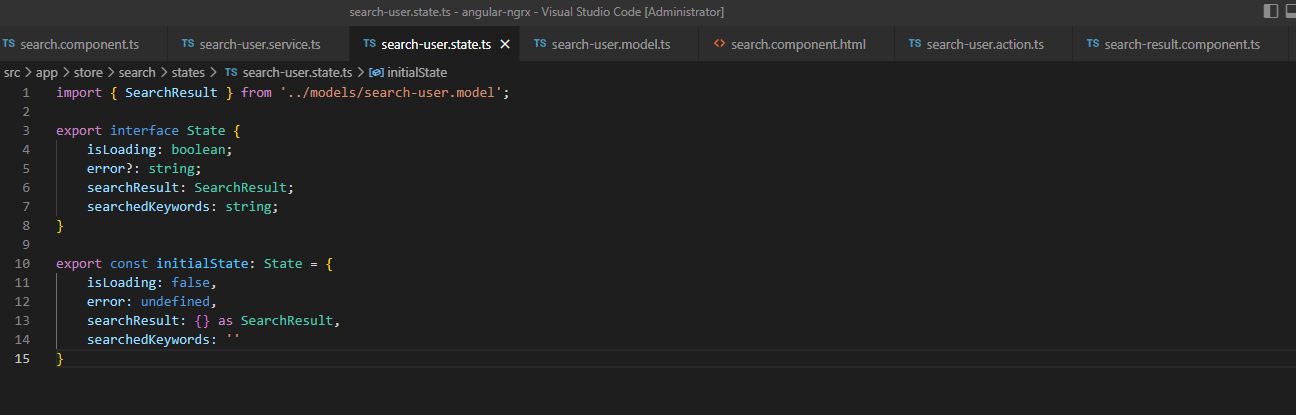 search-user.state.ts - angular-ngrx - Visual Studio Code [Administrator]
TS search.component.ts TS search-user.service.ts TS search-user.state.ts TS search-user.model.ts <> search.component.html TS search-user.action.ts TS search-result.component.ts
src > app > store > search > states > TS search-user.state.ts > initialState
1 import { SearchResult } from '../models/search-user.model';
2
3 export interface State {
4     isLoading: boolean;
5     error?: string;
6     searchResult: SearchResult;
7     searchedKeywords: string;
8 }
9
10 export const initialState: State = {
11     isLoading: false,
12     error: undefined,
13     searchResult: {} as SearchResult,
14     searchedKeywords: ''
15 }